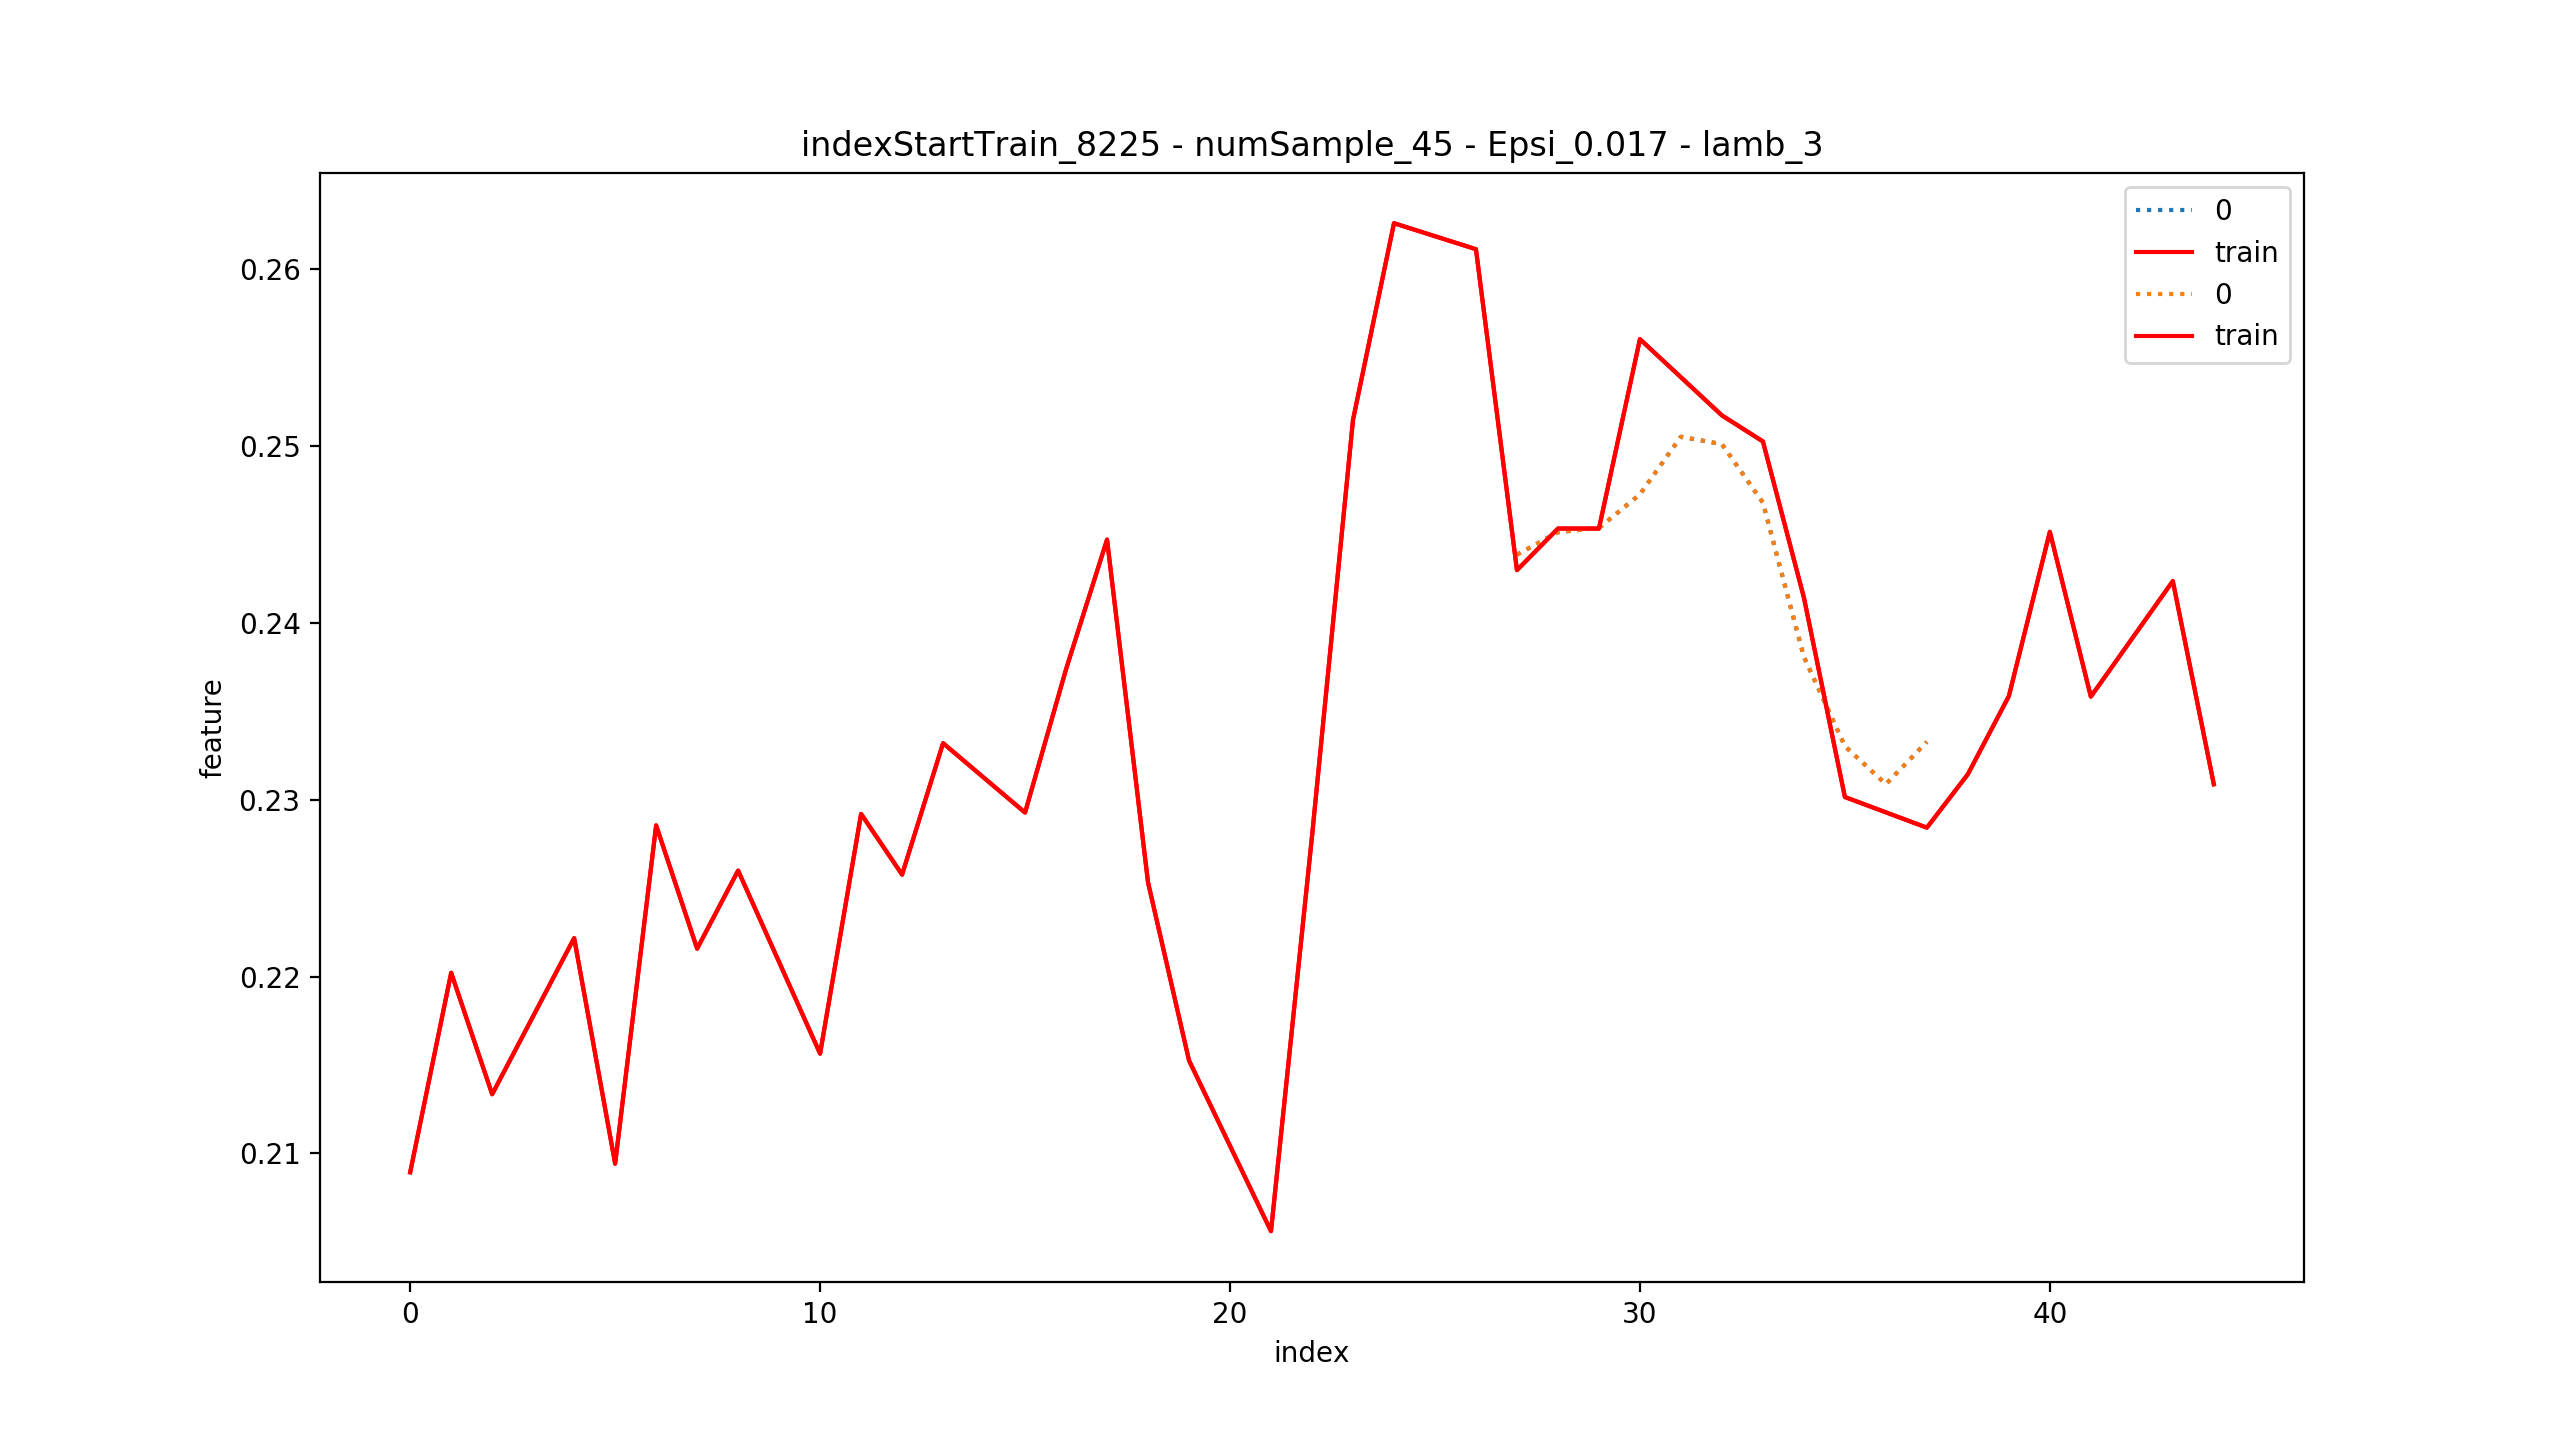 indexStartTrain_8225 - numSample_45 - Epsi_0.017 - lamb_3
0
train
0
train
0.26
0.25
0.24
0.23
0.22
0.21
feature
0 10 20 30 40
index